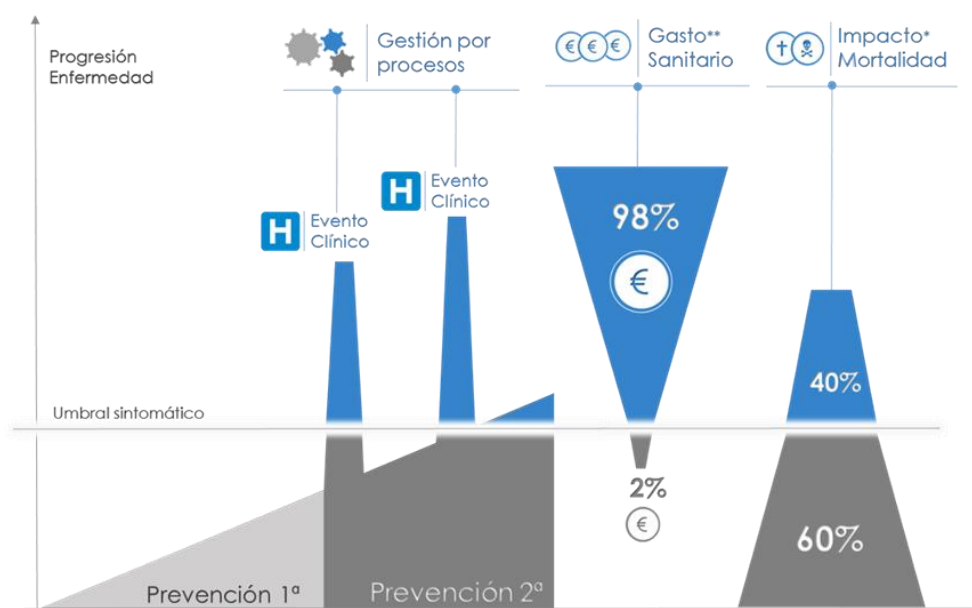 Progresión
Enfermedad
Gestión por
procesos
€€€
Gasto**
Sanitario
Impacto*
Mortalidad
H
Evento
Clínico
H
Evento
Clínico
98%
€
40%
Umbral sintomático
2%
€
60%
Prevención 1ª
Prevención 2ª